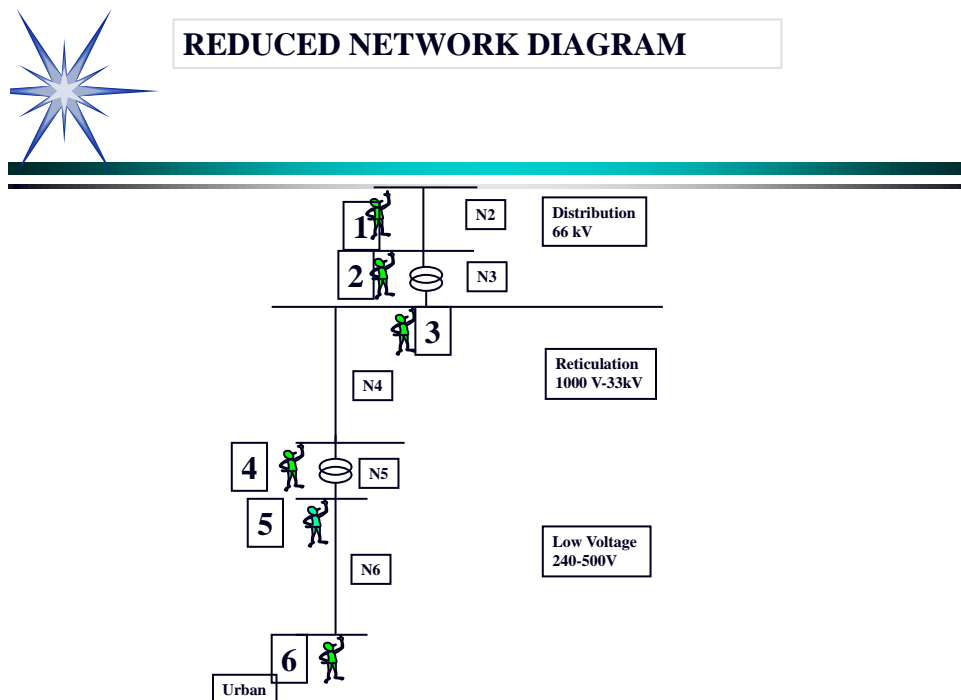 REDUCED NETWORK DIAGRAM
1
N2
Distribution
66 kV
2
N3
3
Reticulation
1000 V-33kV
N4
4
N5
5
Low Voltage
240-500V
N6
6
Urban